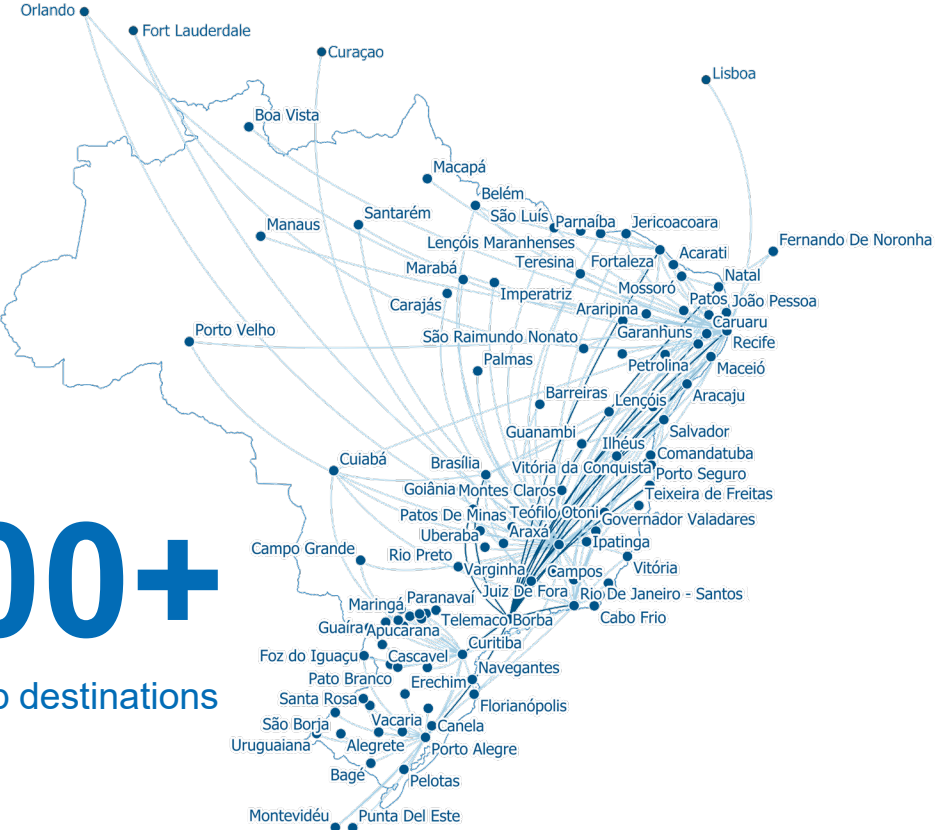 Orlando
Fort Lauderdale
Curaçao
Lisboa
Boa Vista
Macapá
Belém
Santarém
São Luís
Parnaíba
Jericoacoara
Manaus
Fernando De Noronha
Lençóis Maranhenses
Acarati
Teresina
Fortaleza
Marabá
Natal
Imperatriz
Mossoró
Carajás
Patos
João Pessoa
Araripina
Caruaru
Porto Velho
Garanhuns
São Raimundo Nonato
Recife
Palmas
Petrolina
Maceió
Barreiras
Lençóis
Aracaju
Guanambi
Salvador
Ilhéus
Comandatuba
Cuiabá
Brasília
Vitória da Conquista
Porto Seguro
Goiânia
Montes Claros
Teixeira de Freitas
Patos De Minas
Teófilo Otoni
Governador Valadares
Uberaba
Araxá
Ipatinga
Campo Grande
Rio Preto
Varginha
Campos
Vitória
Juiz De Fora
Rio De Janeiro - Santos
Paranavaí
Maringá
Telemaco Borba
Cabo Frio
Guaíra
Apucarana
Curitiba
Foz do Iguaçu
Cascavel
Navegantes
Pato Branco
Erechim
Santa Rosa
Florianópolis
São Borja
Vacaria
Canela
Uruguaiana
Alegrete
Porto Alegre
Bagé
Pelotas
Montevidéu
Punta Del Este
00+
destinations